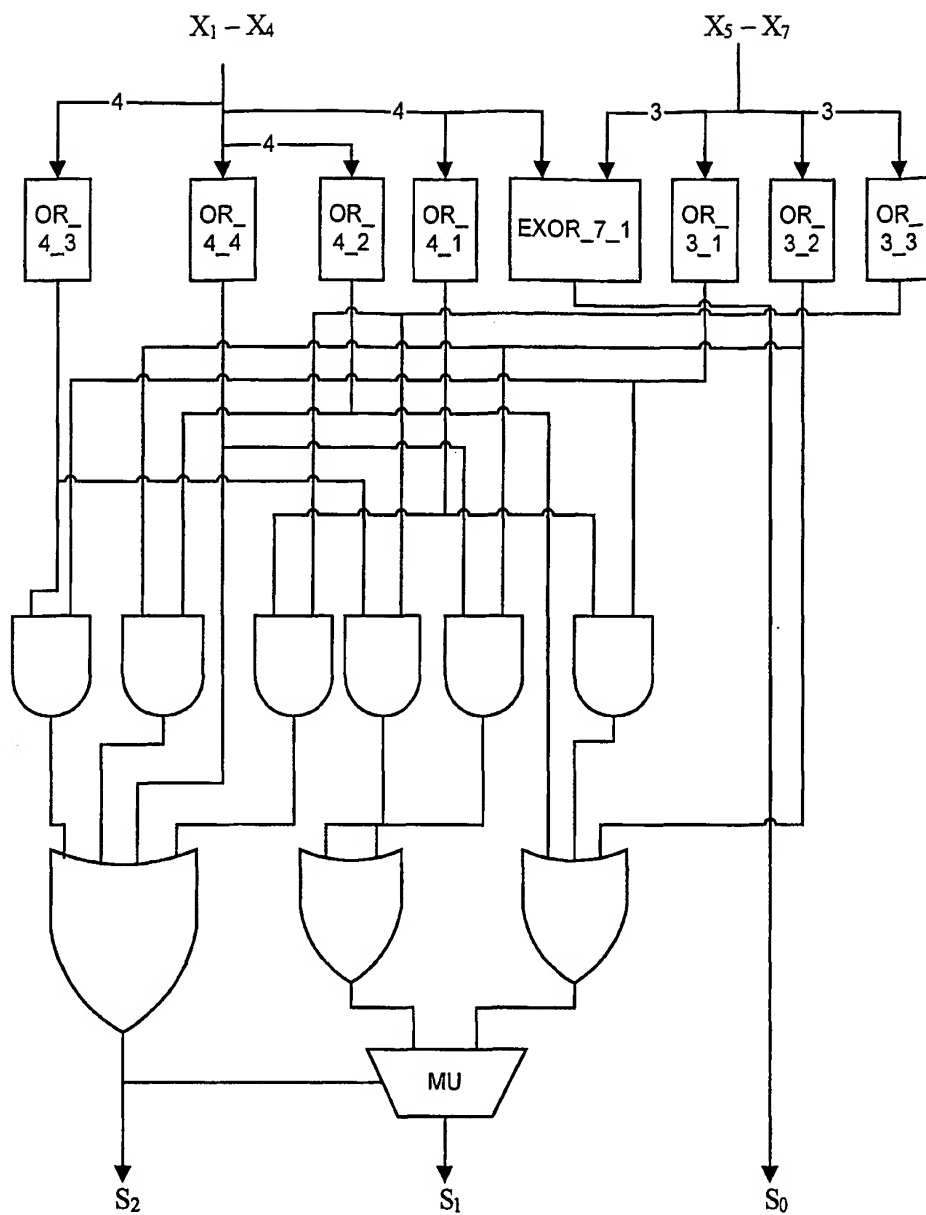 X₁ – X₄
X₅ – X₇
4
4
3
3
4
OR_
4_3
OR_
4_4
OR_
4_2
OR_
4_1
EXOR_7_1
OR_
3_1
OR_
3_2
OR_
3_3
MU
S₂
S₁
S₀